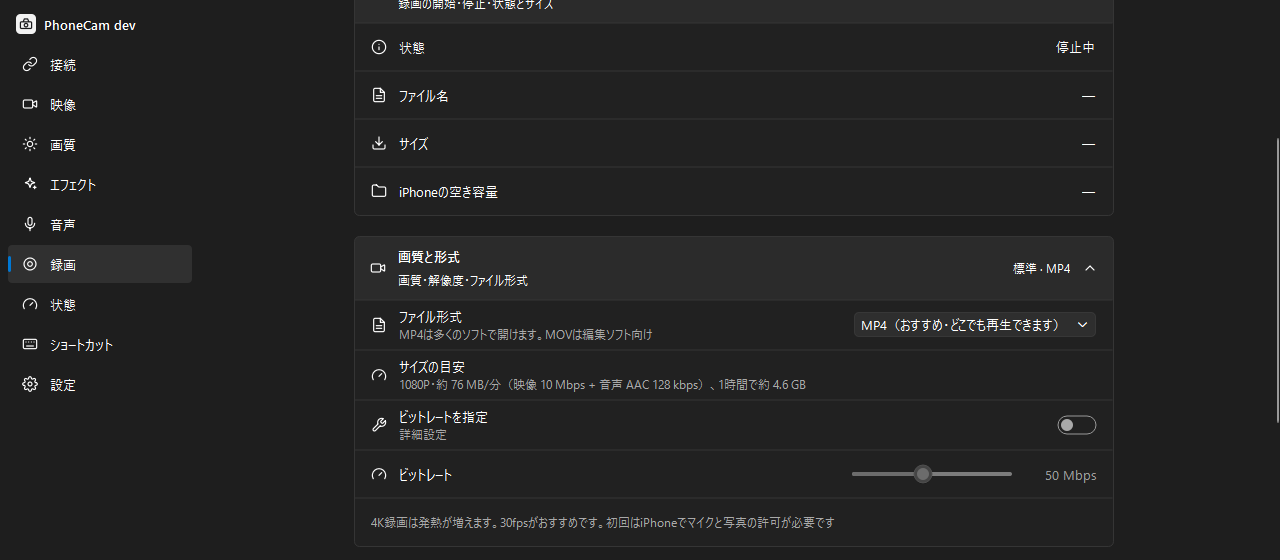 PhoneCam dev
接続
映像
画質
エフェクト
音声
録画
状態
ショートカット
設定
録画の開始・停止・状態とサイズ
状態
停止中
ファイル名
—
サイズ
—
iPhoneの空き容量
—
画質と形式
画質・解像度・ファイル形式
標準 · MP4
ファイル形式
MP4は多くのソフトで開けます。MOVは編集ソフト向け
MP4（おすすめ・どこでも再生できます）
サイズの目安
1080P・約 76 MB/分（映像 10 Mbps + 音声 AAC 128 kbps）、1時間で約 4.6 GB
ビットレートを指定
詳細設定
ビットレート
50 Mbps
4K録画は発熱が増えます。30fpsがおすすめです。初回はiPhoneでマイクと写真の許可が必要です